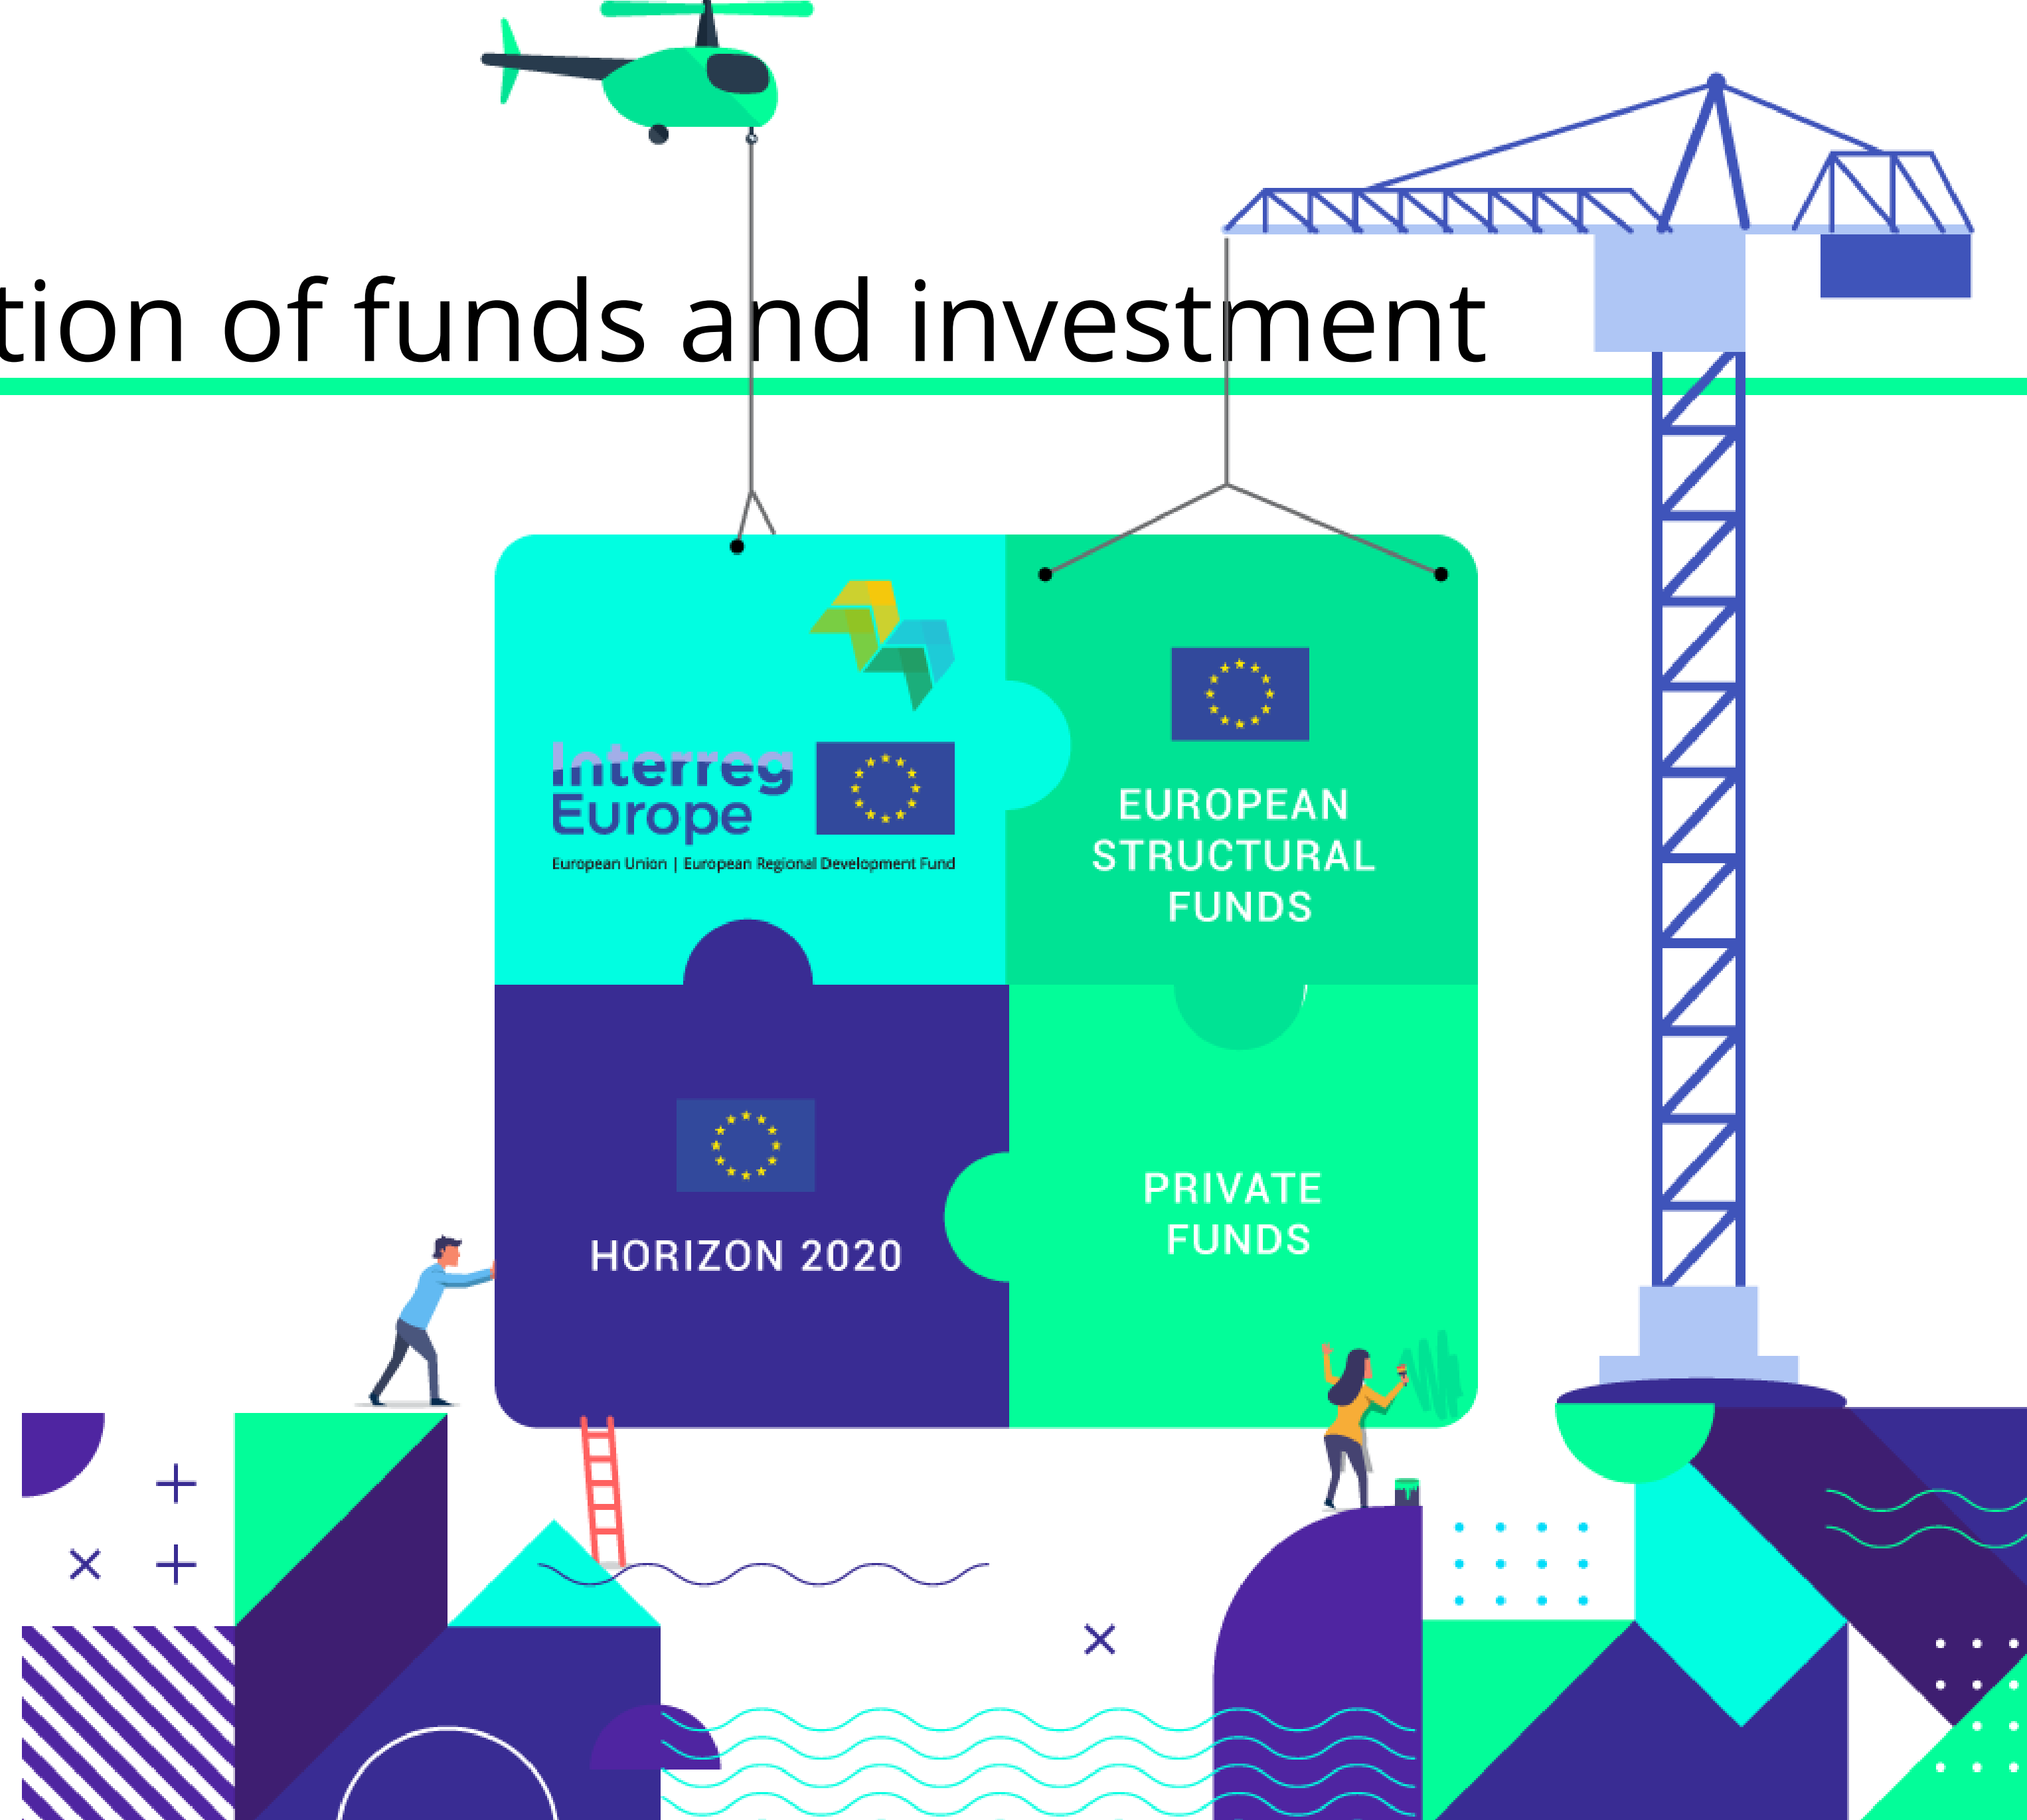 tion of funds and investment
Interreg
Europe
European Union | European Regional Development Fund
EUROPEAN
STRUCTURAL
FUNDS
HORIZON 2020
PRIVATE
FUNDS